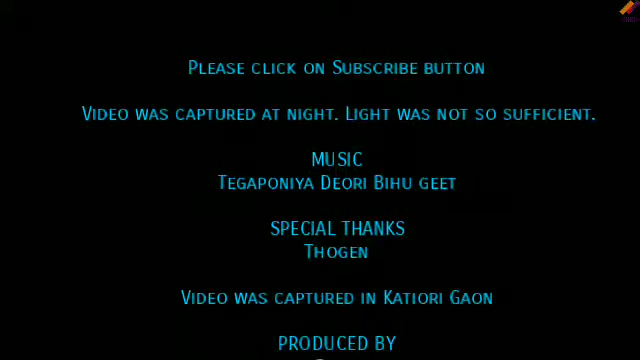 Please click on Subscribe button
Video was captured at night. Light was not so sufficient.
MUSIC
Tegaponiya Deori Bihu geet
SPECIAL THANKS
Thogen
Video was captured in Katiori Gaon
PRODUCED BY